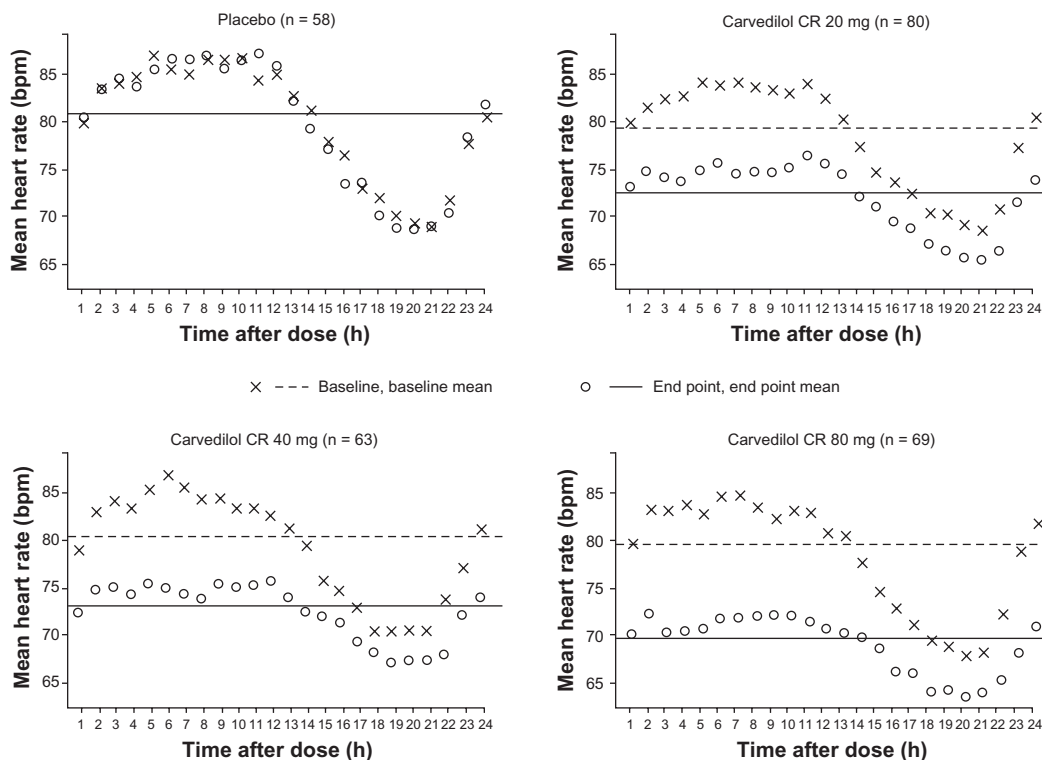 Placebo (n = 58)
Mean heart rate (bpm)
85
80
75
70
65
1 2 3 4 5 6 7 8 9 10 11 12 13 14 15 16 17 18 19 20 21 22 23 24
Time after dose (h)
Carvedilol CR 20 mg (n = 80)
Mean heart rate (bpm)
85
80
75
70
65
1 2 3 4 5 6 7 8 9 10 11 12 13 14 15 16 17 18 19 20 21 22 23 24
Time after dose (h)
Baseline, baseline mean
End point, end point mean
Carvedilol CR 40 mg (n = 63)
Mean heart rate (bpm)
85
80
75
70
65
1 2 3 4 5 6 7 8 9 10 11 12 13 14 15 16 17 18 19 20 21 22 23 24
Time after dose (h)
Carvedilol CR 80 mg (n = 69)
Mean heart rate (bpm)
85
80
75
70
65
1 2 3 4 5 6 7 8 9 10 11 12 13 14 15 16 17 18 19 20 21 22 23 24
Time after dose (h)